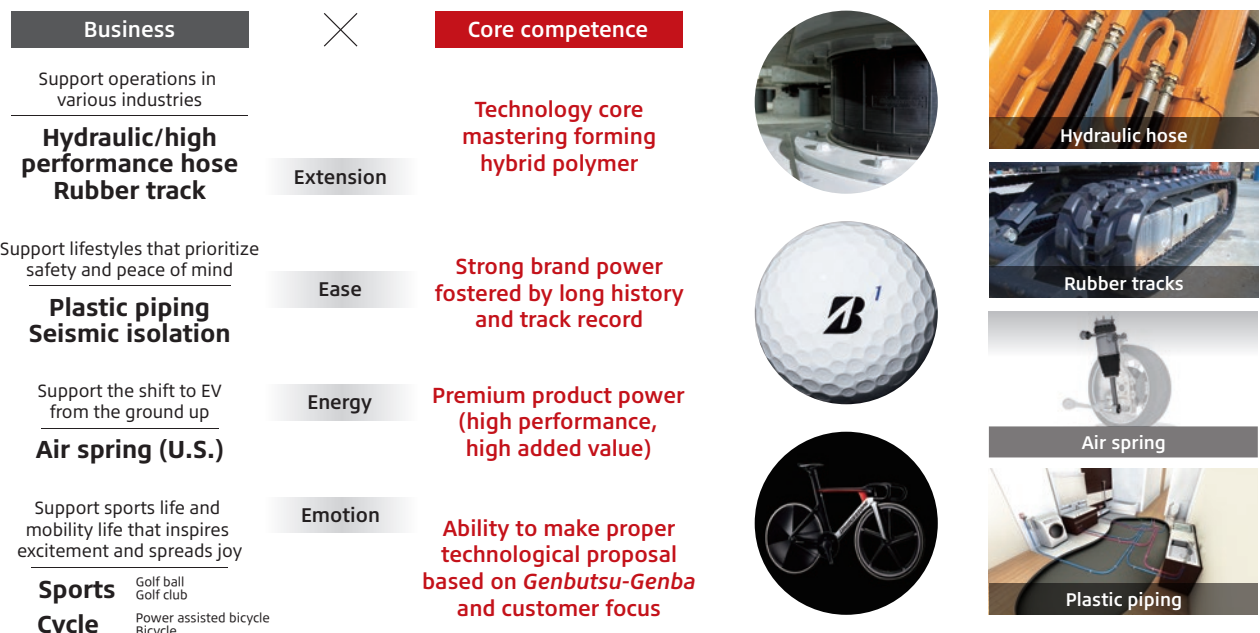 Business
Core competence
Support operations in
various industries
Hydraulic/high
performance hose
Rubber track
Support lifestyles that prioritize
safety and peace of mind
Plastic piping
Seismic isolation
Support the shift to EV
from the ground up
Air spring (U.S.)
Support sports life and
mobility life that inspires
excitement and spreads joy
Sports
Golf ball
Golf club
Cycle
Power assisted bicycle
Bicycle
Extension
Ease
Energy
Emotion
Technology core
mastering forming
hybrid polymer
Strong brand power
fostered by long history
and track record
Premium product power
(high performance,
high added value)
Ability to make proper
technological proposal
based on Genbutsu-Genba
and customer focus
B
1
Hydraulic hose
Rubber tracks
Air spring
Plastic piping